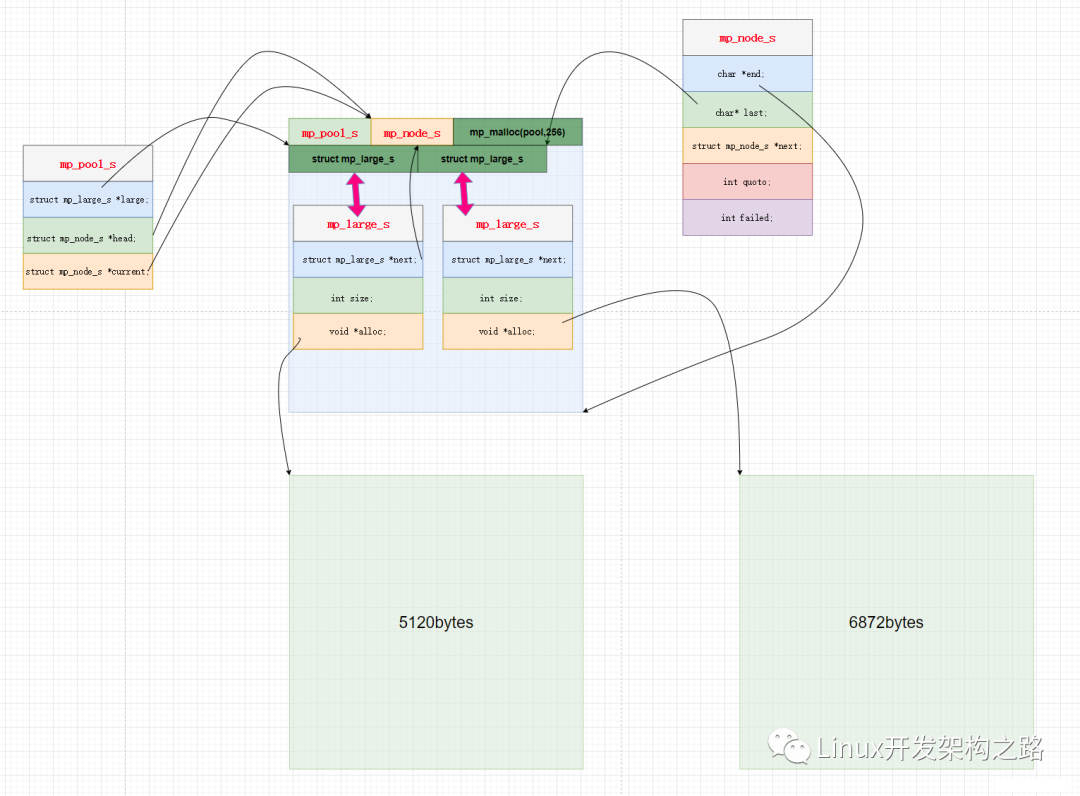 mp_pool_s
struct mp_large_s *large;
struct mp_node_s *head;
struct mp_node_s *current;
mp_pool_s
mp_node_s
mp_malloc(pool,256)
struct mp_large_s
struct mp_large_s
mp_large_s
struct mp_large_s *next;
int size;
void *alloc;
mp_large_s
struct mp_large_s *next;
int size;
void *alloc;
mp_node_s
char *end;
char* last;
struct mp_node_s *next;
int quoto;
int failed;
5120bytes
6872bytes
Linux开发架构之路